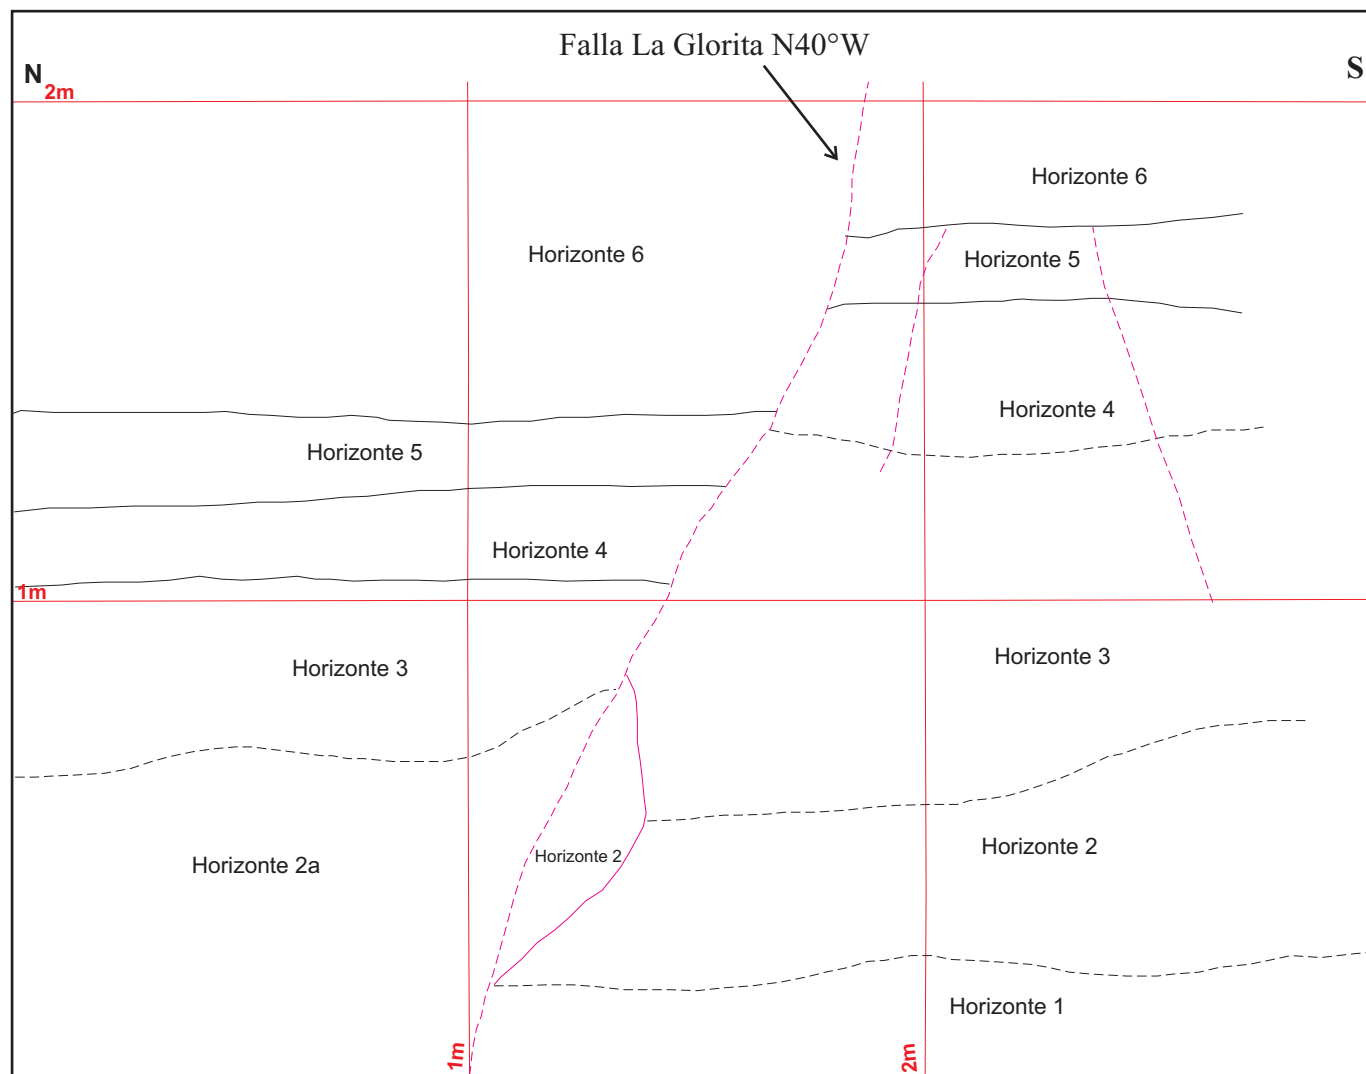 Falla La Glorita N40°W
N
S
2m
Horizonte 6
Horizonte 6
Horizonte 5
Horizonte 4
Horizonte 5
Horizonte 4
1m
Horizonte 3
Horizonte 3
Horizonte 2
Horizonte 2
Horizonte 2a
Horizonte 1
1m
2m